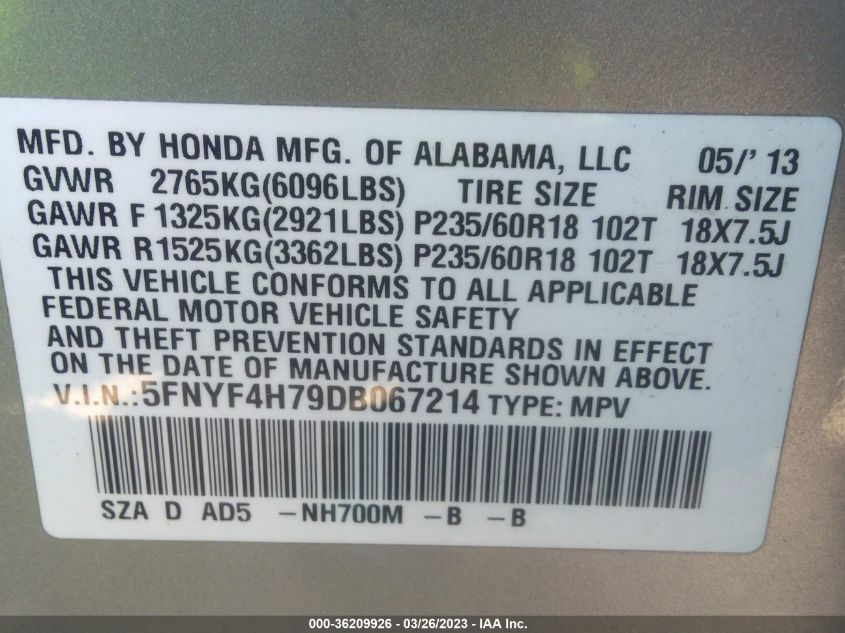 MFD. BY HONDA MFG. OF ALABAMA, LLC 05/' 13
GVWR 2765KG(6096LBS) TIRE SIZE RIM SIZE
GAWR F 1325KG(2921LBS) P235/60R18 102T 18X7.5J
GAWR R1525KG(3362LBS) P235/60R18 102T 18X7.5J
THIS VEHICLE CONFORMS TO ALL APPLICABLE
FEDERAL MOTOR VEHICLE SAFETY
AND THEFT PREVENTION STANDARDS IN EFFECT
ON THE DATE OF MANUFACTURE SHOWN ABOVE.
V.I.N.:5FNYF4H79DB067214 TYPE: MPV
SZA D AD5 -NH700M -B -B
000-36209926 - 03/26/2023 - IAA Inc.